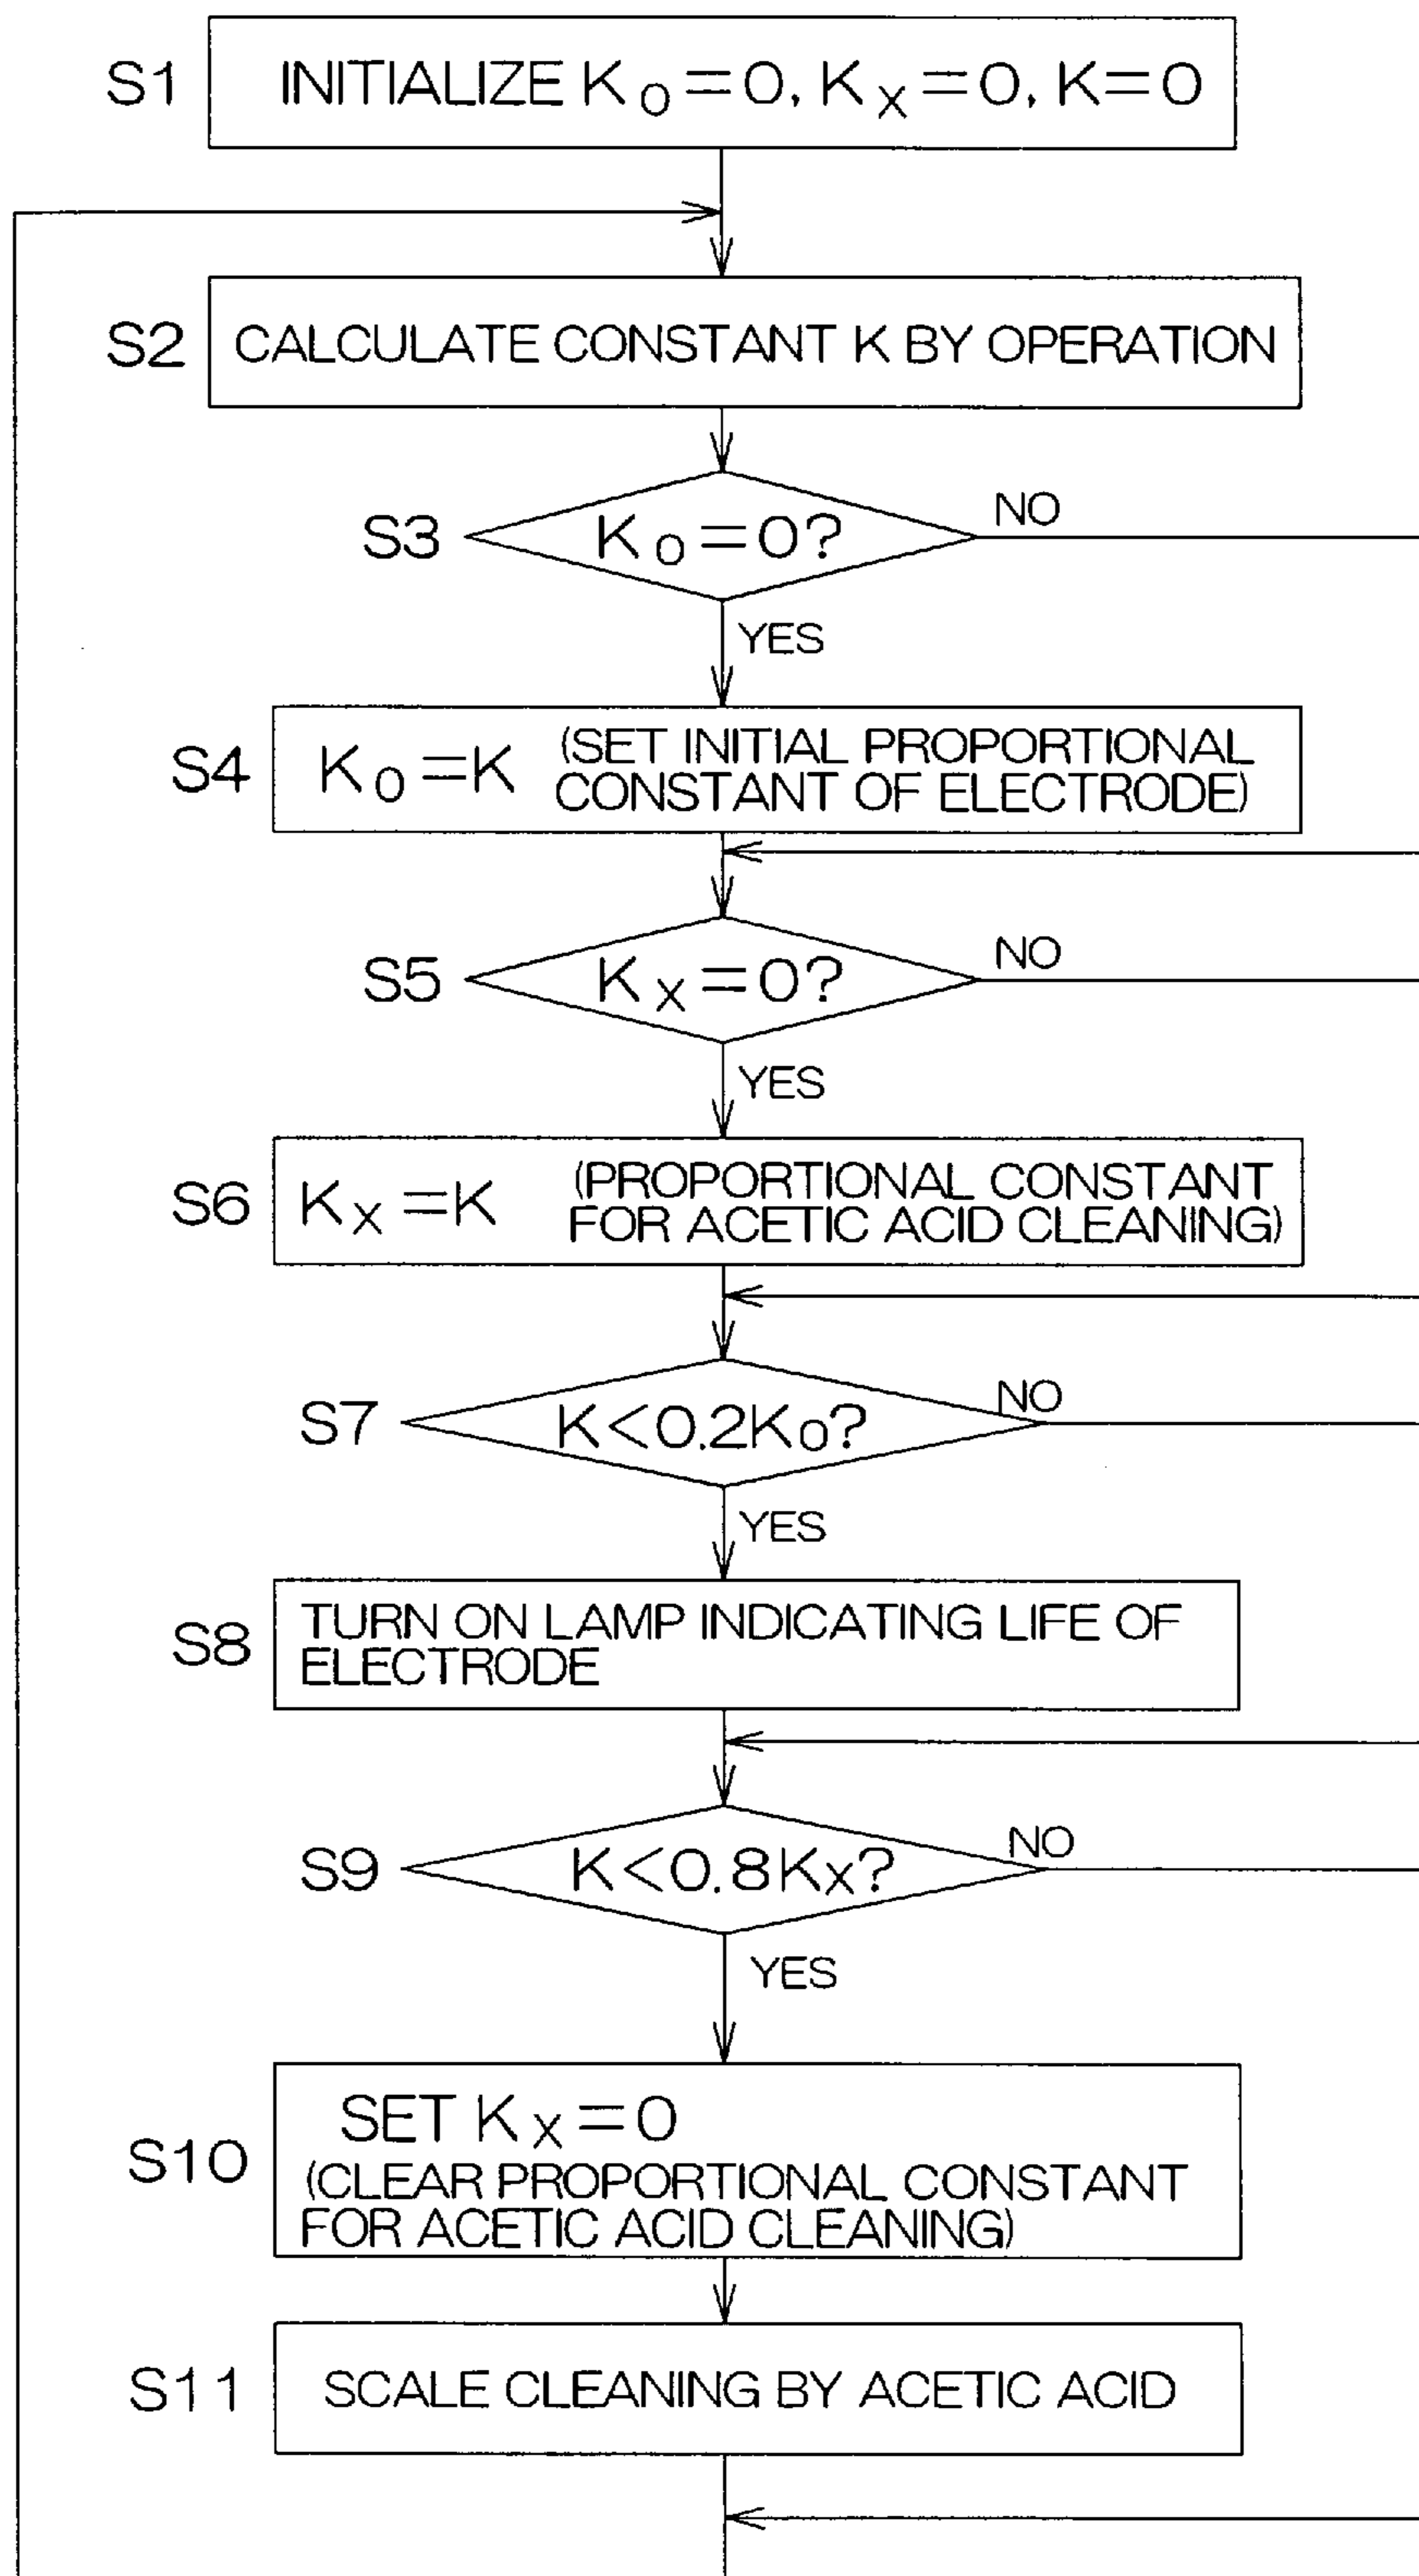 S1 INITIALIZE K₀=0, Kₓ=0, K=0
S2 CALCULATE CONSTANT K BY OPERATION
S3 K₀=0? NO
YES
S4 K₀=K (SET INITIAL PROPORTIONAL
CONSTANT OF ELECTRODE)
S5 Kₓ=0? NO
YES
S6 Kₓ=K (PROPORTIONAL CONSTANT
FOR ACETIC ACID CLEANING)
S7 K<0.2K₀? NO
YES
S8 TURN ON LAMP INDICATING LIFE OF
ELECTRODE
S9 K<0.8Kₓ? NO
YES
S10 SET Kₓ=0
(CLEAR PROPORTIONAL CONSTANT
FOR ACETIC ACID CLEANING)
S11 SCALE CLEANING BY ACETIC ACID